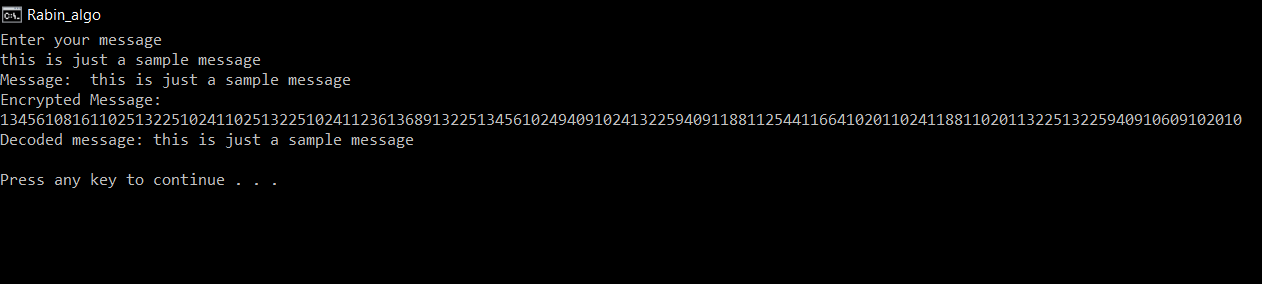 Rabin_algo
Enter your message
this is just a sample message
Message:  this is just a sample message
Encrypted Message:
134561081611025132251024110251322510241123613689132251345610249409102413225940911881125441166410201102411881102011322513225940910609102010
Decoded message: this is just a sample message
Press any key to continue . . .